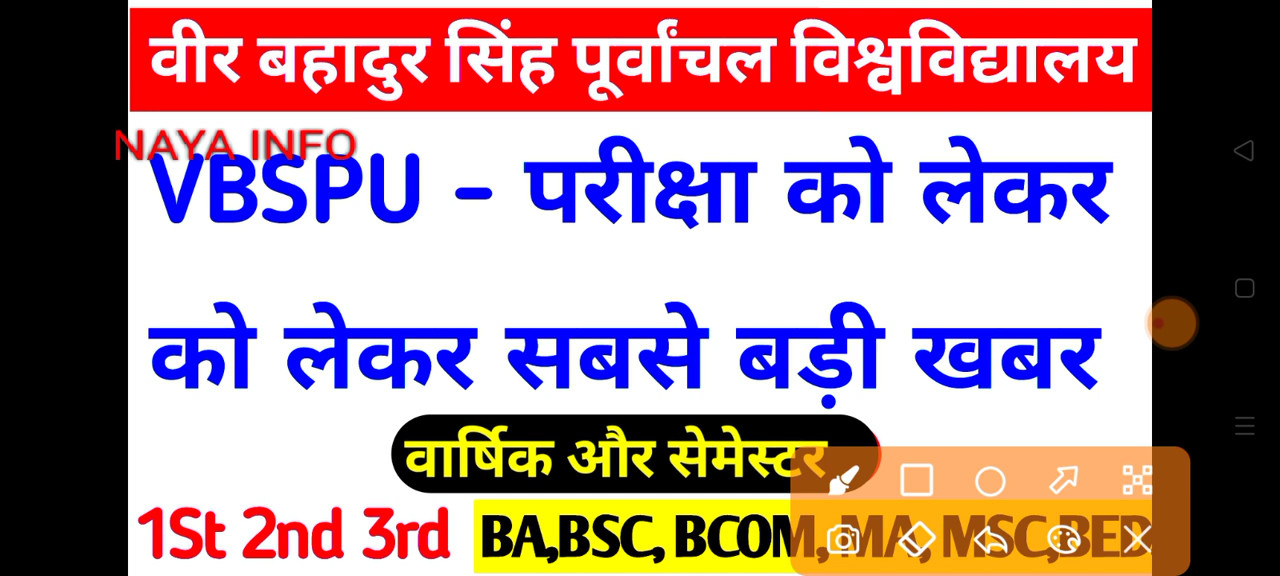 वीर बहादुर सिंह पूर्वांचल विश्वविद्यालय
NAYA INFO
VBSPU - परीक्षा को लेकर
को लेकर सबसे बड़ी खबर
वार्षिक और सेमेस्टर
1St 2nd 3rd BA,BSC, BCOM, MA, MSC,BED